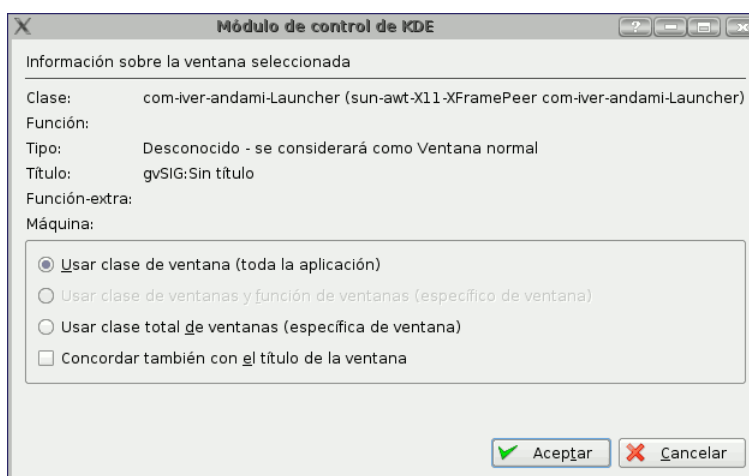 Módulo de control de KDE
Información sobre la ventana seleccionada
Clase: com-iver-andami-Launcher (sun-awt-X11-XFramePeer com-iver-andami-Launcher)
Función:
Tipo: Desconocido - se considerará como Ventana normal
Título: gvSIG:Sin título
Función-extra:
Máquina:
Usar clase de ventana (toda la aplicación)
Usar clase de ventanas y función de ventanas (específico de ventana)
Usar clase total de ventanas (específica de ventana)
Concordar también con el título de la ventana
Aceptar Cancelar